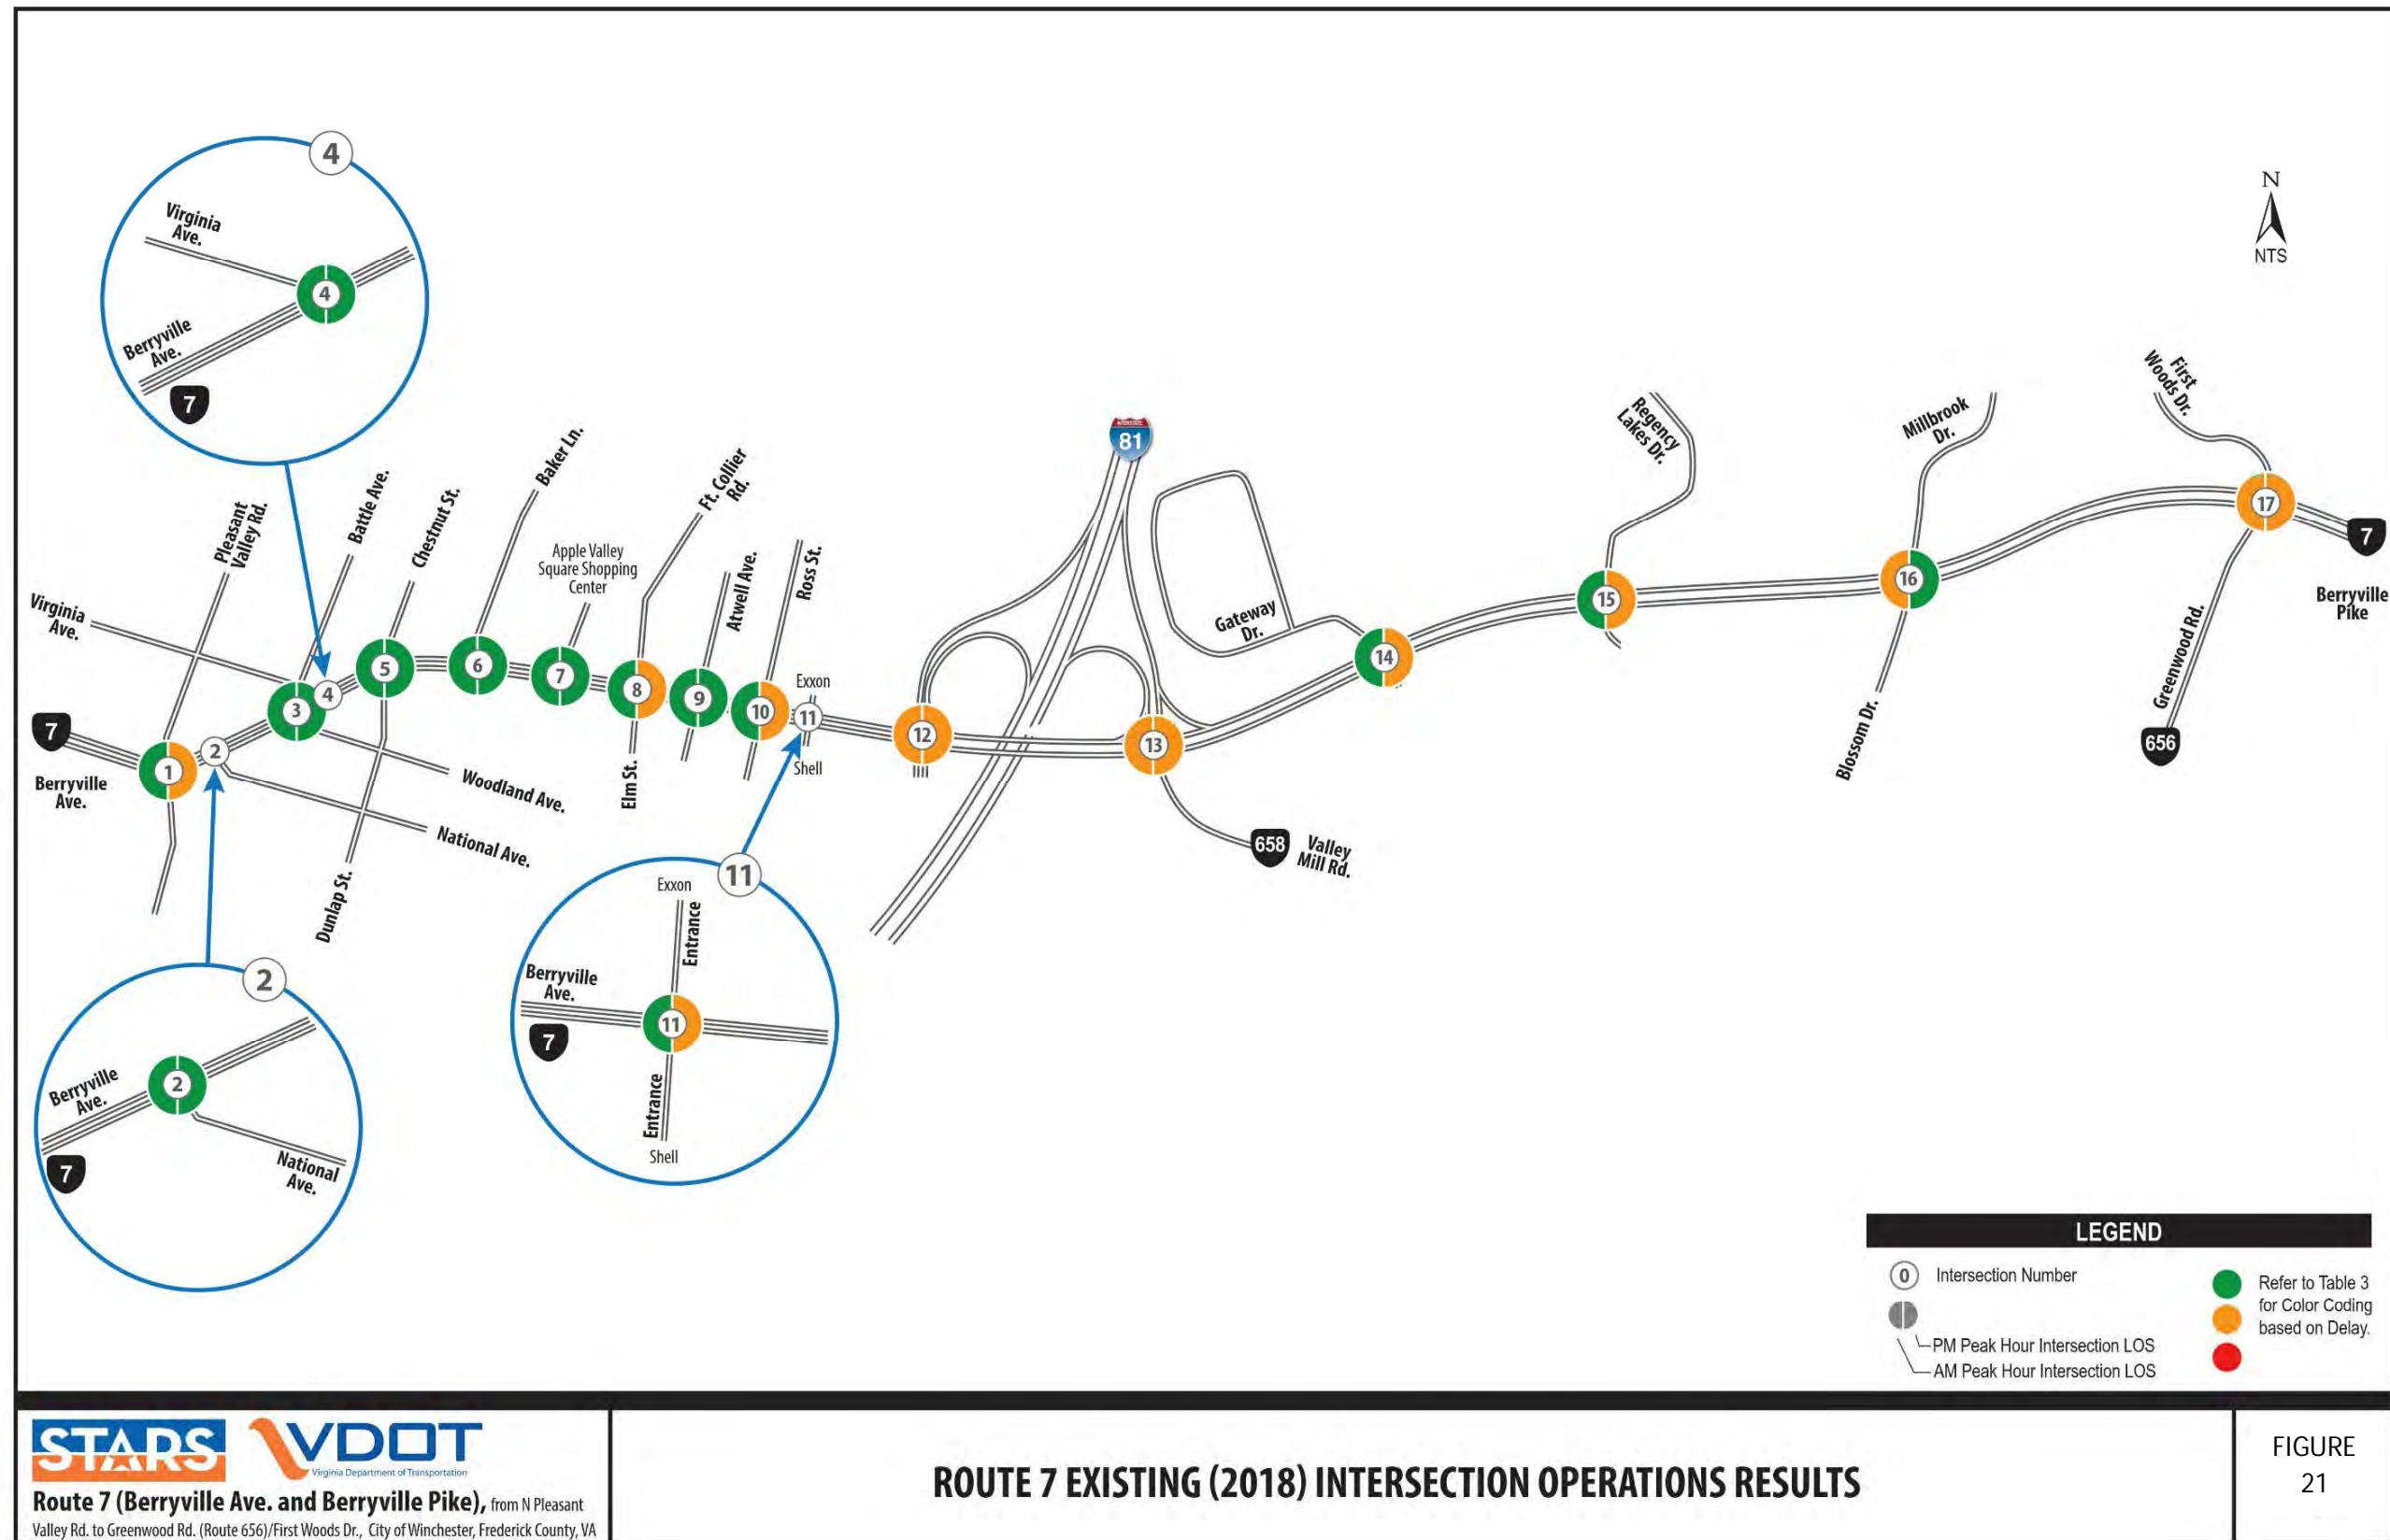 4
Virginia
Ave.
4
Berryville
Ave.
7
N
NTS
INTERSTATE
81
First
Woods Dr.
Regency
Lakes Dr.
Millbrook
Dr.
Baker Ln.
Ft. Collier
Rd.
Battle Ave.
Chestnut St.
Pleasant
Valley Rd.
Apple Valley
Square Shopping
Center
Atwell Ave.
Ross St.
Virginia
Ave.
Gateway
Dr.
Exxon
7
Berryville
Ave.
1
2
3
4
5
6
7
8
9
10
11
12
13
14
15
16
17
7
Berryville
Pike
Shell
Woodland Ave.
National Ave.
Dunlap St.
Elm St.
658
Valley
Mill Rd.
Blossom Dr.
Greenwood Rd.
656
11
Exxon
Entrance
Berryville
Ave.
7
11
Entrance
Shell
2
Berryville
Ave.
2
7
National
Ave.
LEGEND
0 Intersection Number
PM Peak Hour Intersection LOS
AM Peak Hour Intersection LOS
Refer to Table 3
for Color Coding
based on Delay.
STARS
VDOT
Virginia Department of Transportation
Route 7 (Berryville Ave. and Berryville Pike), from N Pleasant
Valley Rd. to Greenwood Rd. (Route 656)/First Woods Dr., City of Winchester, Frederick County, VA
ROUTE 7 EXISTING (2018) INTERSECTION OPERATIONS RESULTS
FIGURE
21